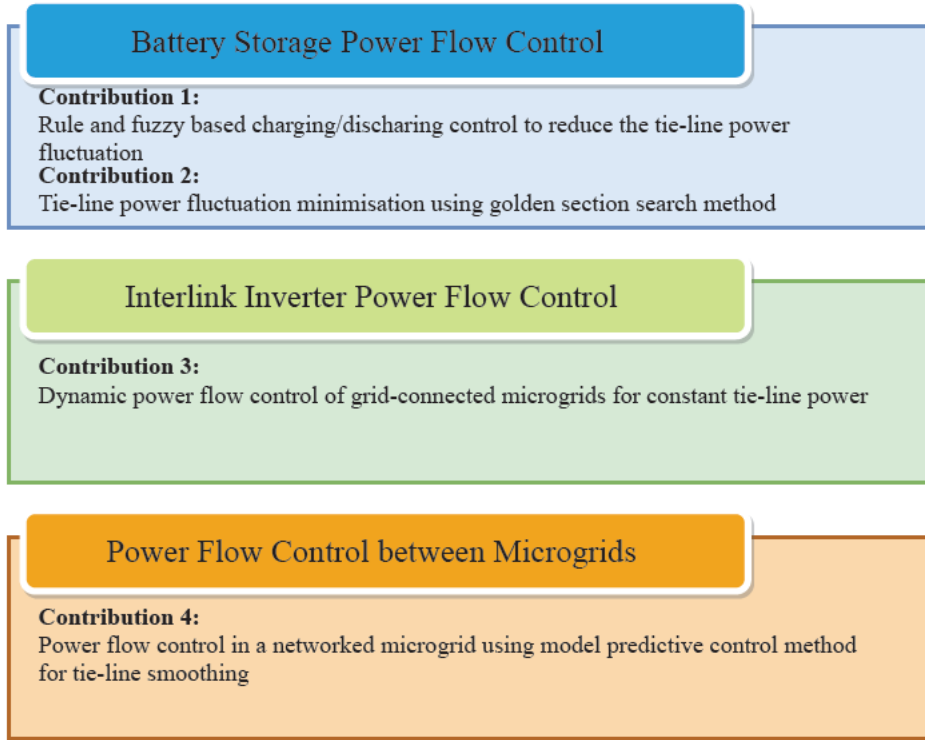 Battery Storage Power Flow Control
Contribution 1:
Rule and fuzzy based charging/discharing control to reduce the tie-line power
fluctuation
Contribution 2:
Tie-line power fluctuation minimisation using golden section search method
Interlink Inverter Power Flow Control
Contribution 3:
Dynamic power flow control of grid-connected microgrids for constant tie-line power
Power Flow Control between Microgrids
Contribution 4:
Power flow control in a networked microgrid using model predictive control method
for tie-line smoothing